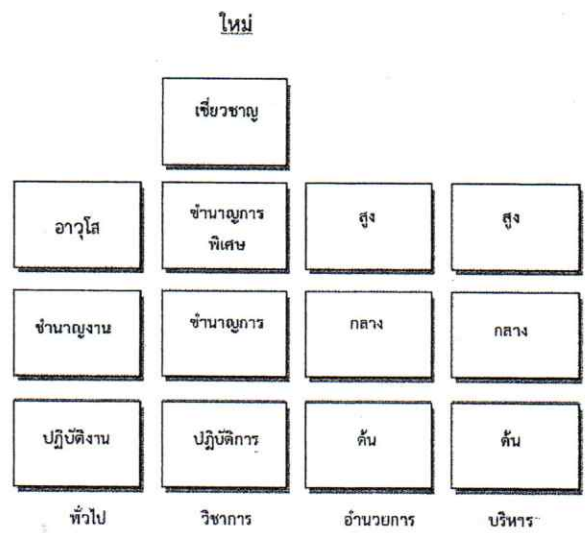 ใหม่
เชี่ยวชาญ
อาวุโส
ชำนาญการ
พิเศษ
สูง
สูง
ชำนาญงาน
ชำนาญการ
กลาง
กลาง
ปฏิบัติงาน
ปฏิบัติการ
ต้น
ต้น
ทั่วไป
วิชาการ
อำนวยการ
บริหาร